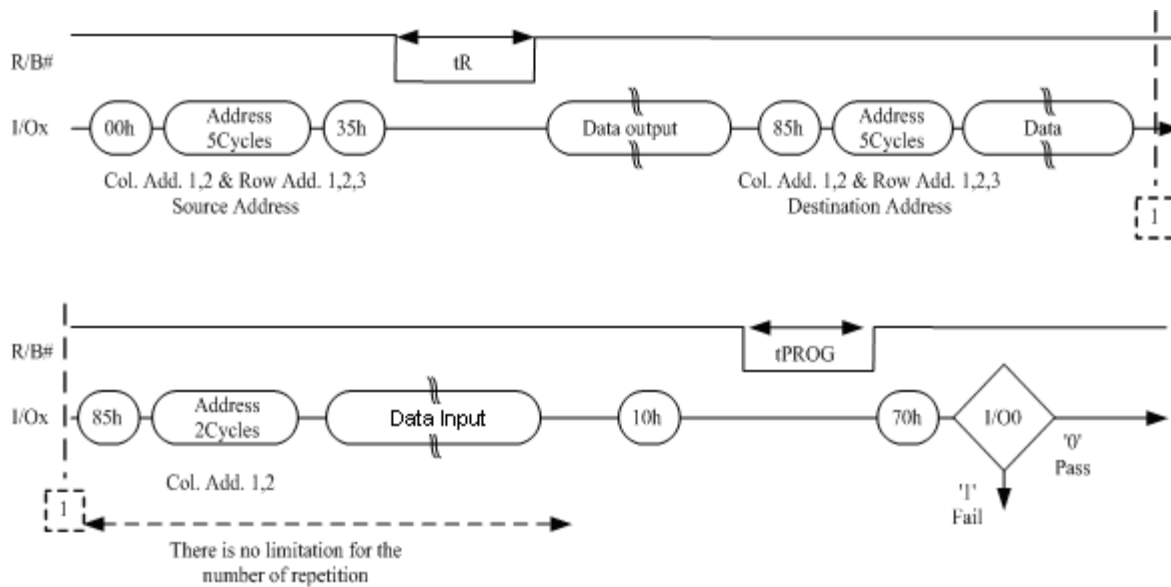 R/B#
tR
I/Ox
00h
Address
5Cycles
35h
Data output
85h
Address
5Cycles
Data
Col. Add. 1,2 & Row Add. 1,2,3
Source Address
Col. Add. 1,2 & Row Add. 1,2,3
Destination Address
1
R/B#
tPROG
I/Ox
85h
Address
2Cycles
Data Input
10h
70h
I/O0
'0'
Pass
Col. Add. 1,2
1
'1'
Fail
There is no limitation for the
number of repetition